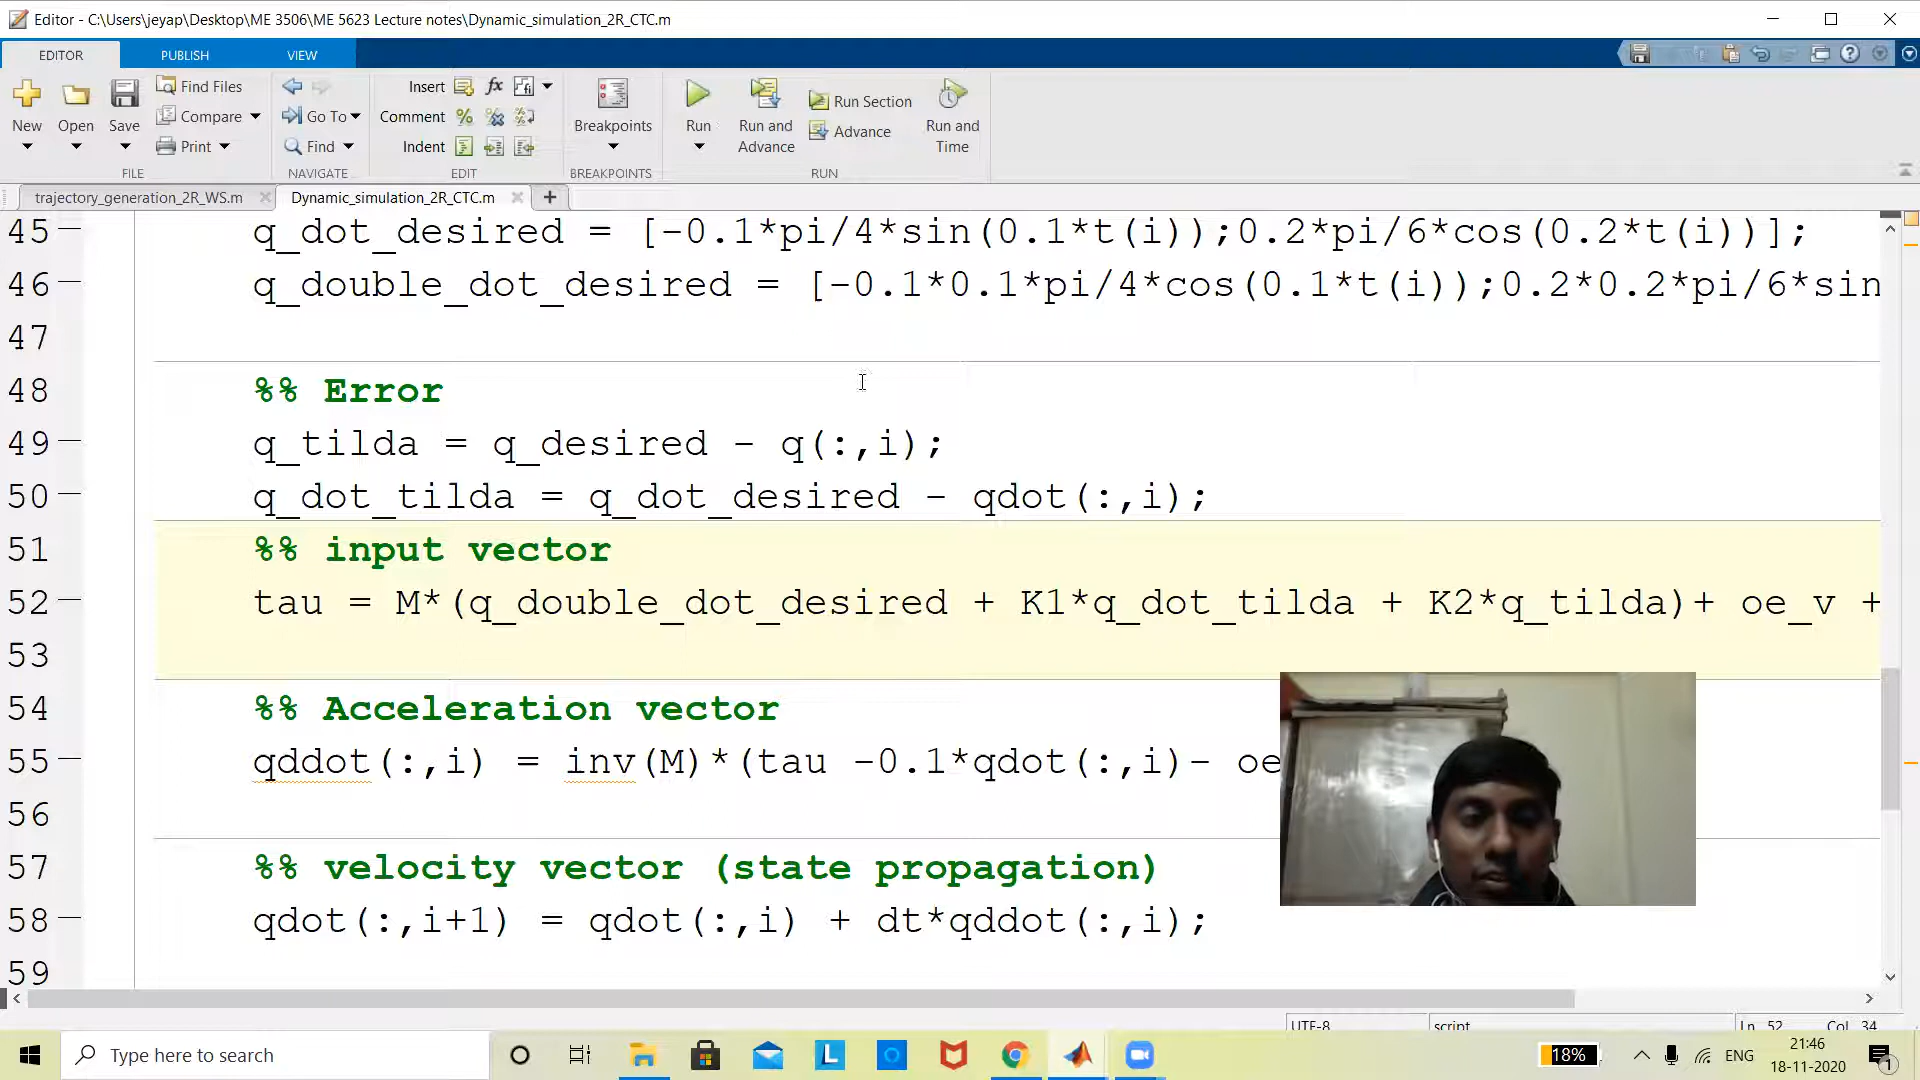 Editor - C:\Users\jeyap\Desktop\ME 3506\ME 5623 Lecture notes\Dynamic_simulation_2R_CTC.m
EDITOR PUBLISH VIEW
New Open Save Find Files Compare Print
Go To Find
Insert Comment Indent
Breakpoints
Run Run and Advance Run Section Advance Run and Time
FILE NAVIGATE EDIT BREAKPOINTS RUN
trajectory_generation_2R_WS.m Dynamic_simulation_2R_CTC.m
45 q_dot_desired = [-0.1*pi/4*sin(0.1*t(i));0.2*pi/6*cos(0.2*t(i))];
46 q_double_dot_desired = [-0.1*0.1*pi/4*cos(0.1*t(i));0.2*0.2*pi/6*sin
47
48 %% Error
49 q_tilda = q_desired - q(:,i);
50 q_dot_tilda = q_dot_desired - qdot(:,i);
51 %% input vector
52 tau = M*(q_double_dot_desired + K1*q_dot_tilda + K2*q_tilda)+ oe_v +
53
54 %% Acceleration vector
55 qddot(:,i) = inv(M)*(tau -0.1*qdot(:,i)- oe
56
57 %% velocity vector (state propagation)
58 qdot(:,i+1) = qdot(:,i) + dt*qddot(:,i);
59
UTF-8 script Ln 52 Col 34
Type here to search
18% ENG 21:46
18-11-2020